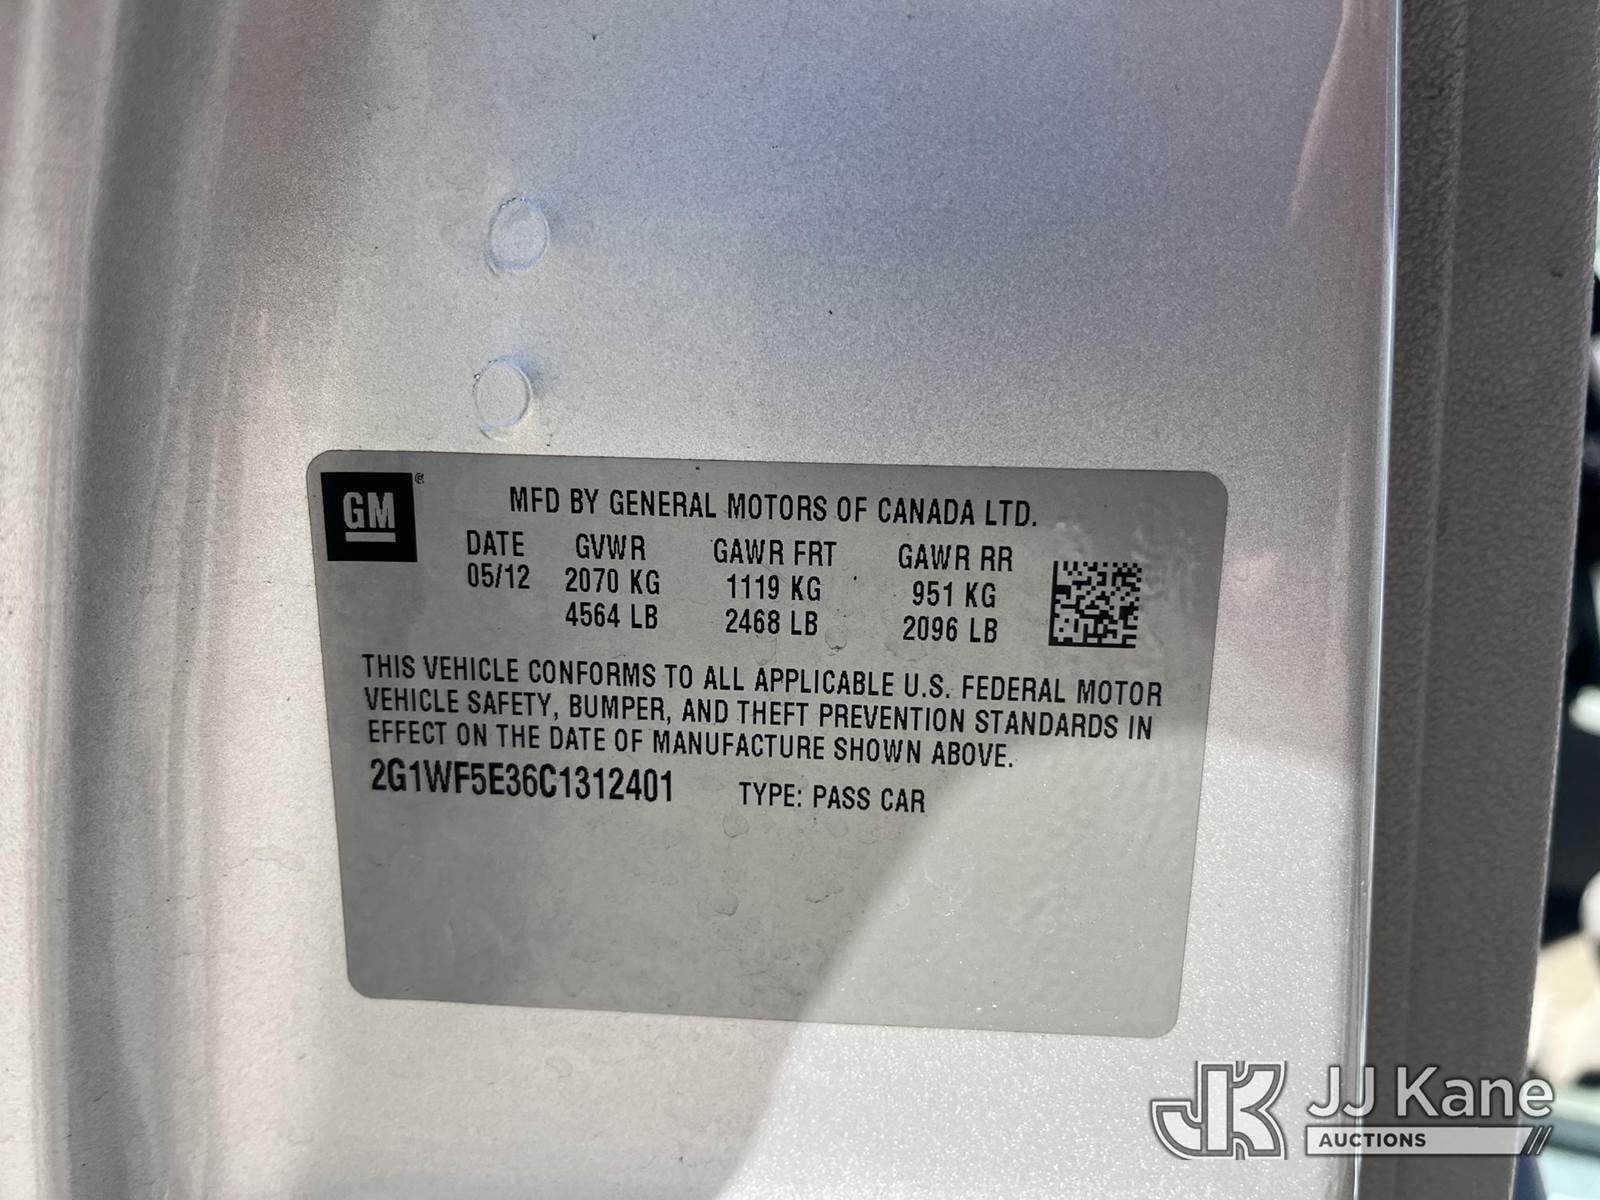 GM®
MFD BY GENERAL MOTORS OF CANADA LTD.
DATE GVWR GAWR FRT GAWR RR
05/12 2070 KG 1119 KG 951 KG
4564 LB 2468 LB 2096 LB
THIS VEHICLE CONFORMS TO ALL APPLICABLE U.S. FEDERAL MOTOR
VEHICLE SAFETY, BUMPER, AND THEFT PREVENTION STANDARDS IN
EFFECT ON THE DATE OF MANUFACTURE SHOWN ABOVE.
2G1WF5E36C1312401 TYPE: PASS CAR
JK JJ Kane
AUCTIONS